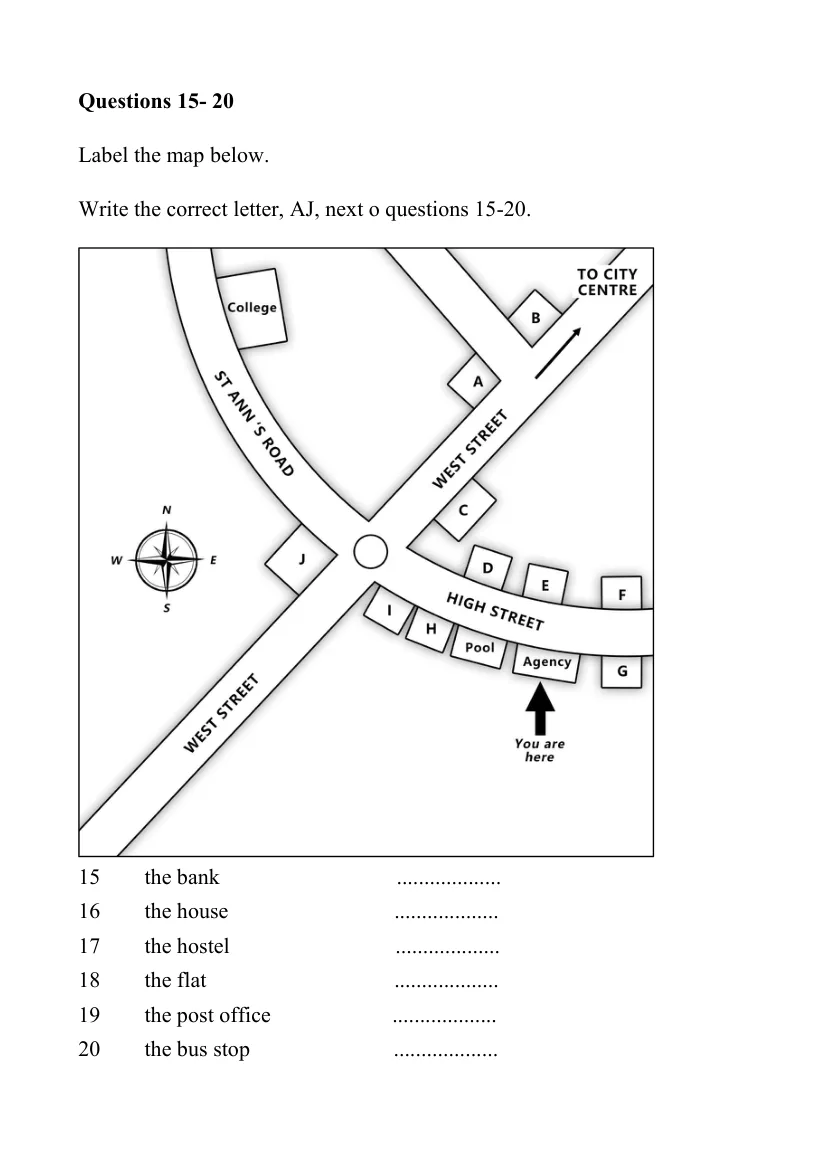 Questions 15- 20
Label the map below.
Write the correct letter, AJ, next o questions 15-20.
TO CITY
CENTRE
College
B
A
ST ANN'S ROAD
WEST STREET
C
N
W
E
S
J
D
E
F
HIGH STREET
I
H
Pool
Agency
G
WEST STREET
You are
here
15 the bank ...................
16 the house ...................
17 the hostel ...................
18 the flat ...................
19 the post office ...................
20 the bus stop ...................